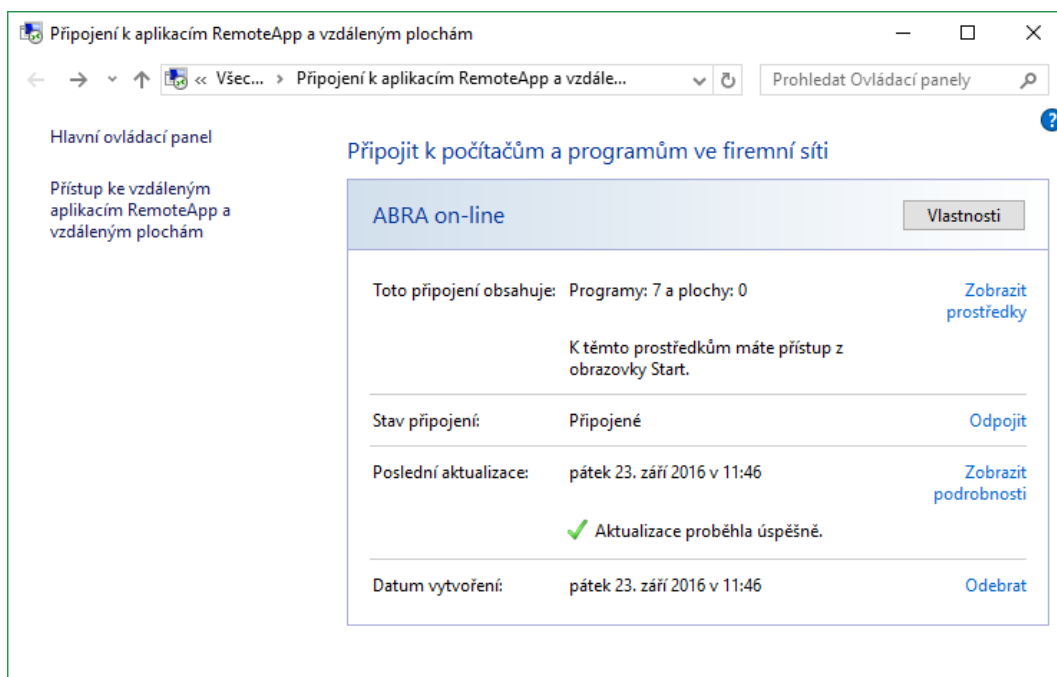 Připojení k aplikacím RemoteApp a vzdáleným plochám
« Všec... › Připojení k aplikacím RemoteApp a vzdále...
Prohledat Ovládací panely
?
Hlavní ovládací panel
Přístup ke vzdáleným
aplikacím RemoteApp a
vzdáleným plochám
Připojit k počítačům a programům ve firemní síti
ABRA on-line
Vlastnosti
Toto připojení obsahuje: Programy: 7 a plochy: 0
Zobrazit
prostředky
K těmto prostředkům máte přístup z
obrazovky Start.
Stav připojení: Připojené
Odpojit
Poslední aktualizace: pátek 23. září 2016 v 11:46
Zobrazit
podrobnosti
Aktualizace proběhla úspěšně.
Datum vytvoření: pátek 23. září 2016 v 11:46
Odebrat